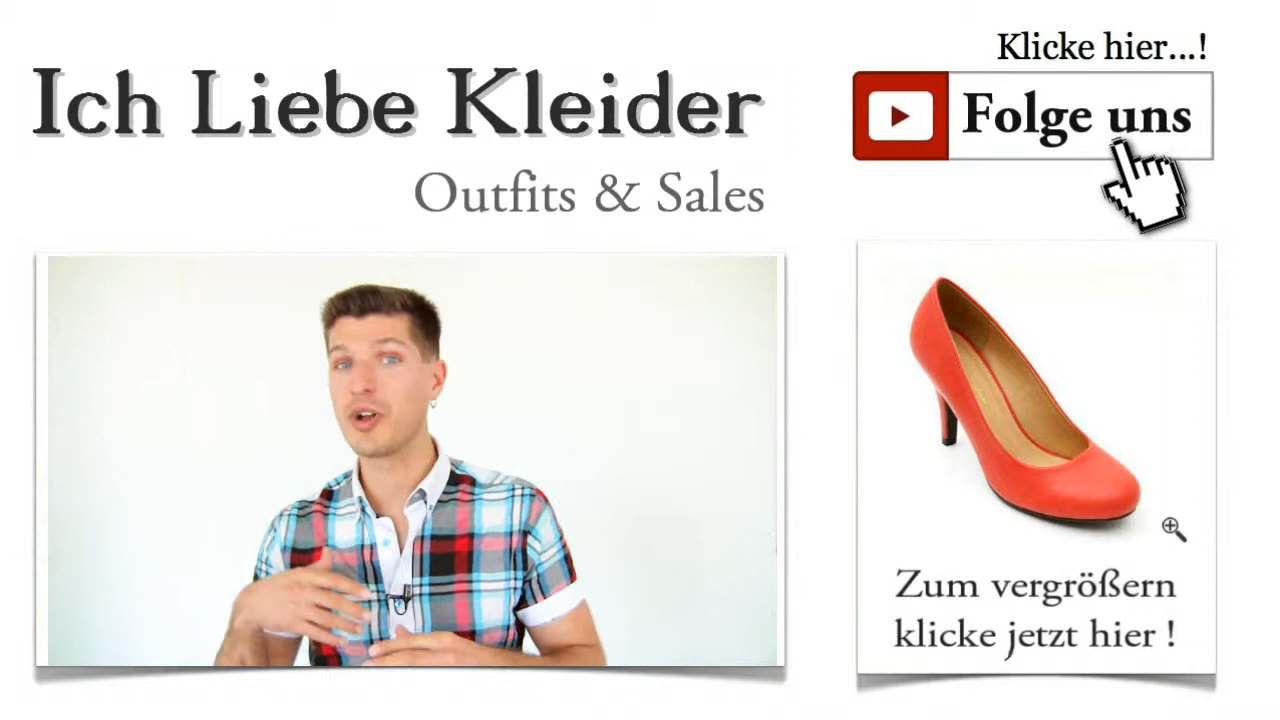 Ich Liebe Kleider
Outfits & Sales
Klicke hier...!
Folge uns
Zum vergrößern
klicke jetzt hier !